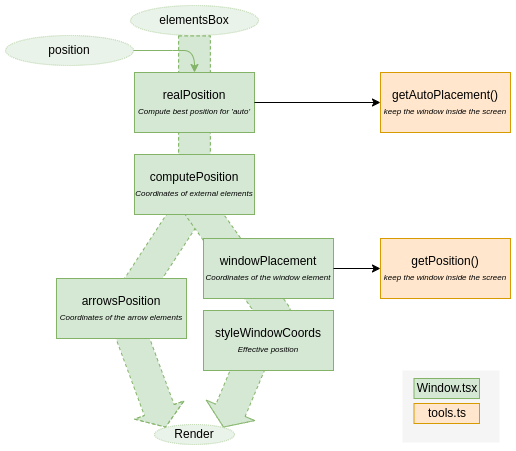 elementsBox
position
realPosition
Compute best position for 'auto'
getAutoPlacement()
keep the window inside the screen
computePosition
Coordinates of external elements
windowPlacement
Coordinates of the window element
getPosition()
keep the window inside the screen
arrowsPosition
Coordinates of the arrow elements
styleWindowCoords
Effective position
Window.tsx
tools.ts
Render